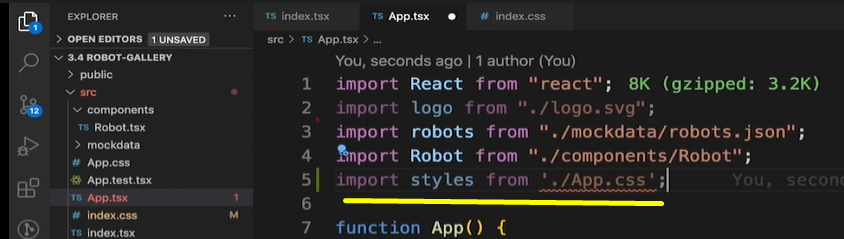 EXPLORER ...
TS index.tsx TS App.tsx ● # index.css
1
> OPEN EDITORS 1 UNSAVED
src > TS App.tsx > ...
3.4 ROBOT-GALLERY
You, seconds ago | 1 author (You)
> public
1 import React from "react"; 8K (gzipped: 3.2K)
src
12
components
2 import logo from "./logo.svg";
TS Robot.tsx
3 import robots from "./mockdata/robots.json";
> mockdata
4 import Robot from "./components/Robot";
# App.css
App.test.tsx
5 import styles from './App.css'; You, secon
TS App.tsx 1
6
# index.css M
7 function App() {
TS index.tsx